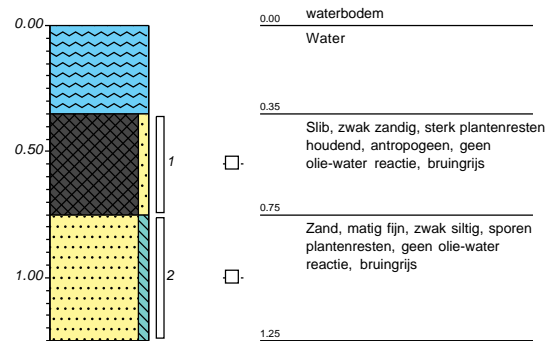 0.00
0.50
1.00
1
2
0.00
waterbodem
Water
0.35
Slib, zwak zandig, sterk plantenresten
houdend, antropogeen, geen
olie-water reactie, bruingrijs
0.75
Zand, matig fijn, zwak siltig, sporen
plantenresten, geen olie-water
reactie, bruingrijs
1.25